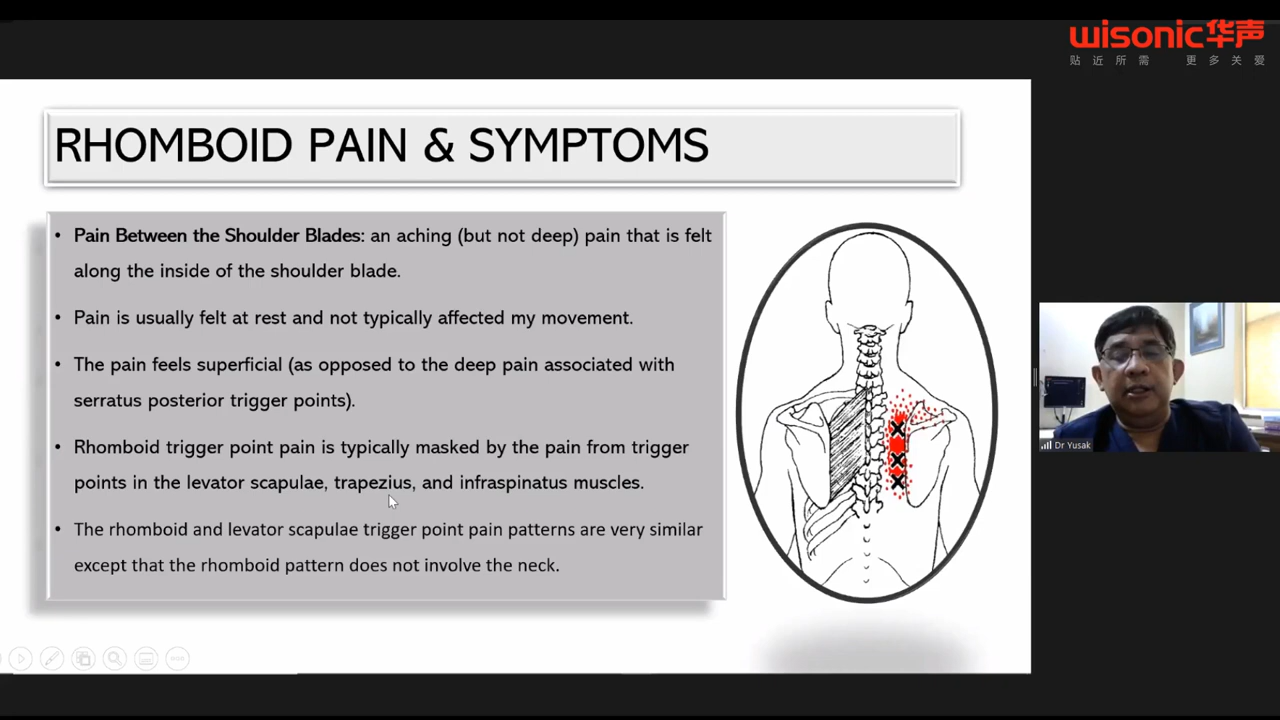 wisonic华声
贴近所需 更多关爱
RHOMBOID PAIN & SYMPTOMS
• Pain Between the Shoulder Blades: an aching (but not deep) pain that is felt
along the inside of the shoulder blade.
• Pain is usually felt at rest and not typically affected my movement.
• The pain feels superficial (as opposed to the deep pain associated with
serratus posterior trigger points).
• Rhomboid trigger point pain is typically masked by the pain from trigger
points in the levator scapulae, trapezius, and infraspinatus muscles.
• The rhomboid and levator scapulae trigger point pain patterns are very similar
except that the rhomboid pattern does not involve the neck.
Dr Yusak